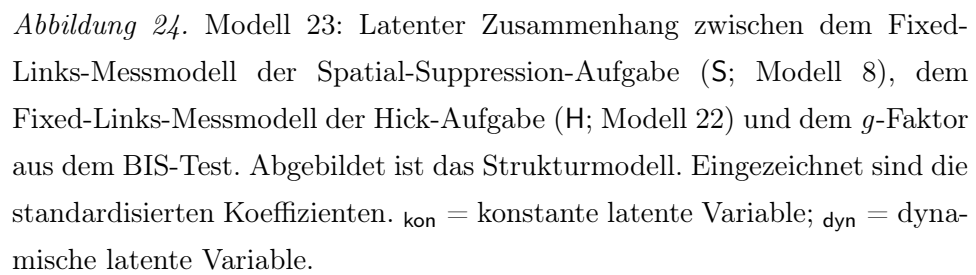 Abbildung 24. Modell 23: Latenter Zusammenhang zwischen dem Fixed-
Links-Messmodell der Spatial-Suppression-Aufgabe (S; Modell 8), dem
Fixed-Links-Messmodell der Hick-Aufgabe (H; Modell 22) und dem g-Faktor
aus dem BIS-Test. Abgebildet ist das Strukturmodell. Eingezeichnet sind die
standardisierten Koeffizienten. kon = konstante latente Variable; dyn = dyna-
mische latente Variable.